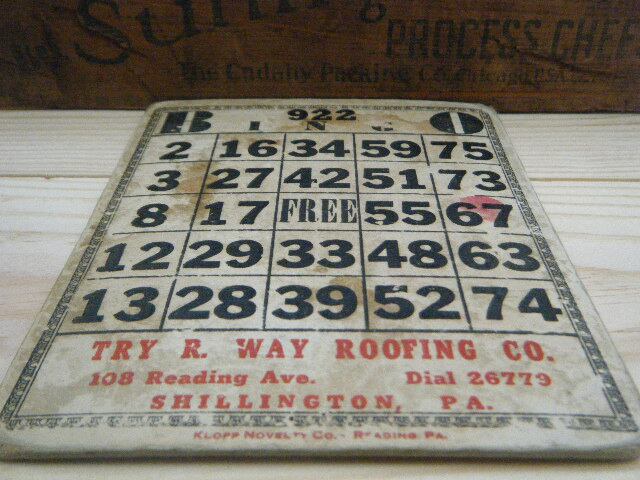 PROCESS CHEE
The Cudahy Packing Co. Chicago
922
BINGO
2 16 34 59 75
3 27 42 51 73
8 17 FREE 55 67
12 29 33 48 63
13 28 39 52 74
TRY R. WAY ROOFING CO.
108 Reading Ave. Dial 26779
SHILLINGTON, PA.
KLOPP NOVELTY CO. - READING, PA.